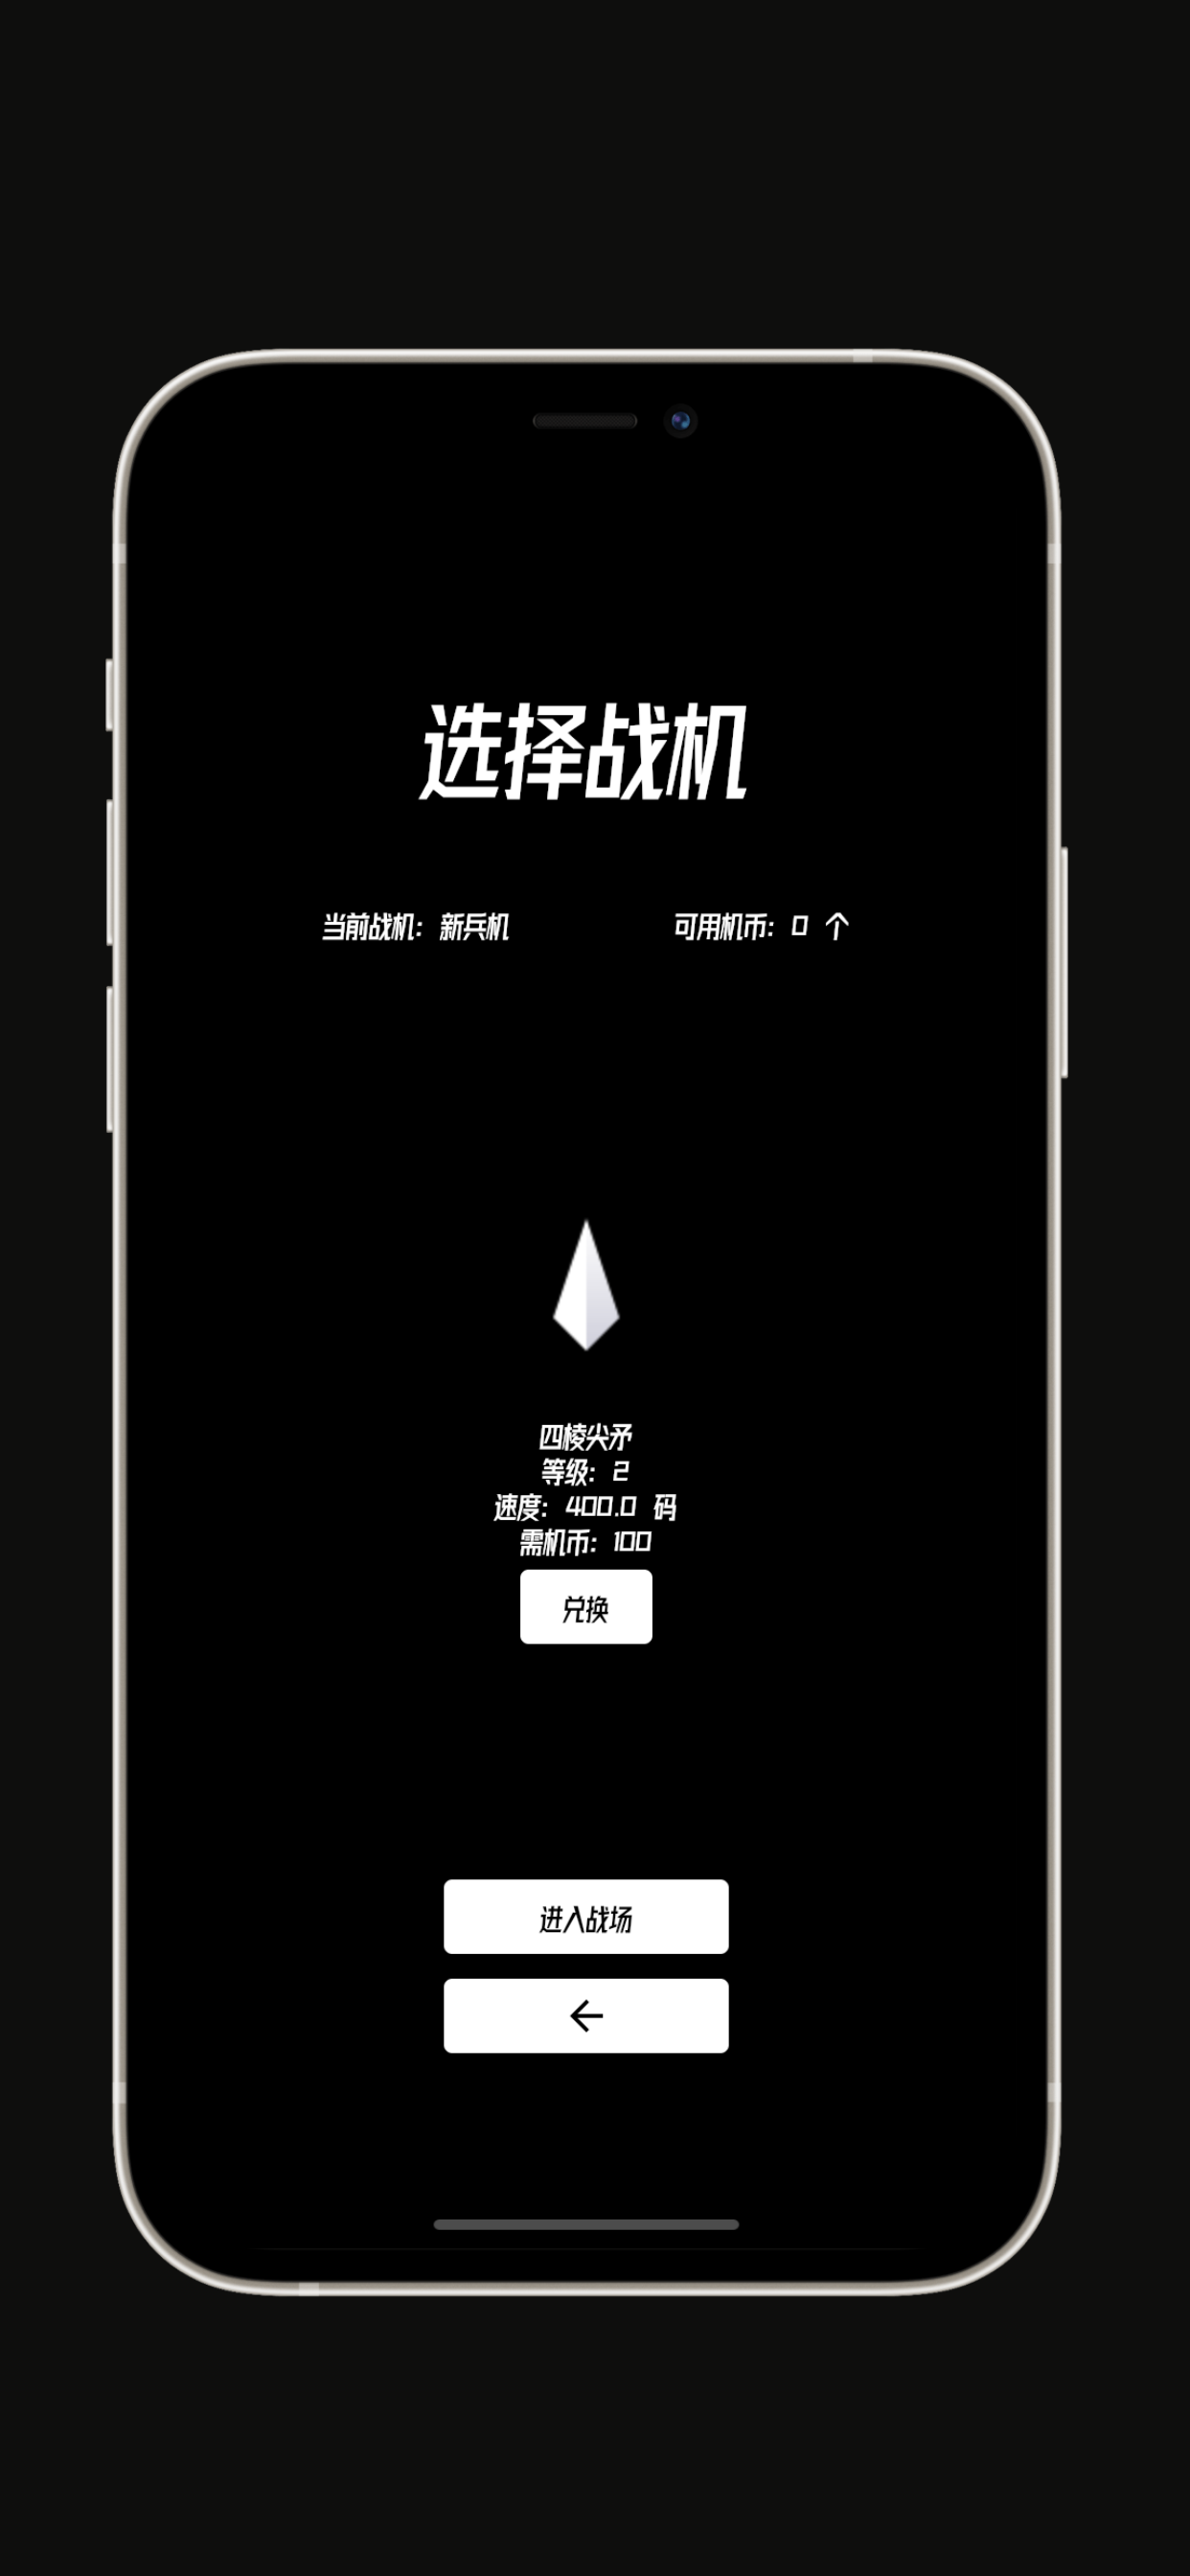 选择战机
当前战机: 新兵机
可用机币: 0 个
四棱尖矛
等级: 2
速度: 400.0 码
需机币: 100
兑换
进入战场